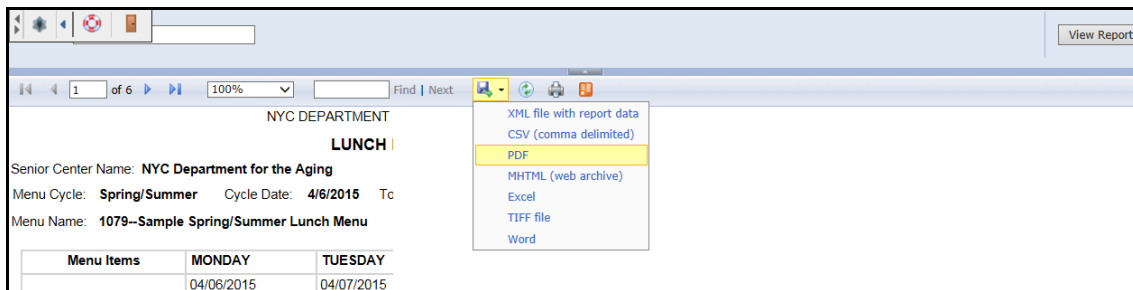 View Report
1 of 6 100% Find | Next
XML file with report data
CSV (comma delimited)
PDF
MHTML (web archive)
Excel
TIFF file
Word
NYC DEPARTMENT
LUNCH
Senior Center Name: NYC Department for the Aging
Menu Cycle: Spring/Summer Cycle Date: 4/6/2015 To
Menu Name: 1079--Sample Spring/Summer Lunch Menu
Menu Items MONDAY TUESDAY
04/06/2015 04/07/2015